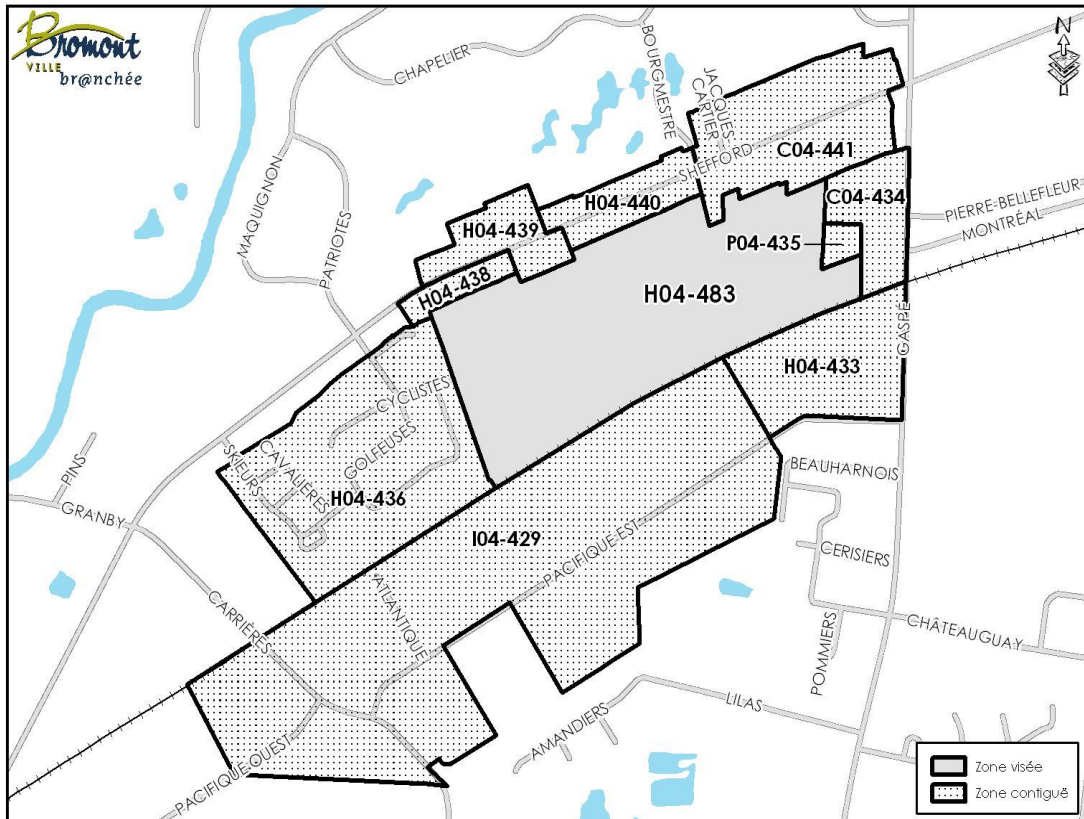 Bromont
VILLE
br@nchée
N
CHAPELIER
BOURGMESTRE
JACQUES-
CARTIER
SHEFFORD
C04-441
MAQUIGNON
PATRIOTES
H04-440
C04-434
H04-439
PIERRE-BELLEFLEUR
MONTRÉAL
P04-435
H04-438
H04-483
GASPÉ
H04-433
CYCLISTES
GOLFEUSES
CAVALIÈRES
SKIEURS
H04-436
PINS
GRANBY
BEAUHARNOIS
I04-429
PACIFIQUE EST
CERISIERS
ATLANTIQUE
CARRIÈRES
CHÂTEAUGUAY
POMMIERS
LILAS
AMANDIERS
PACIFIQUE OUEST
Zone visée
Zone contiguë